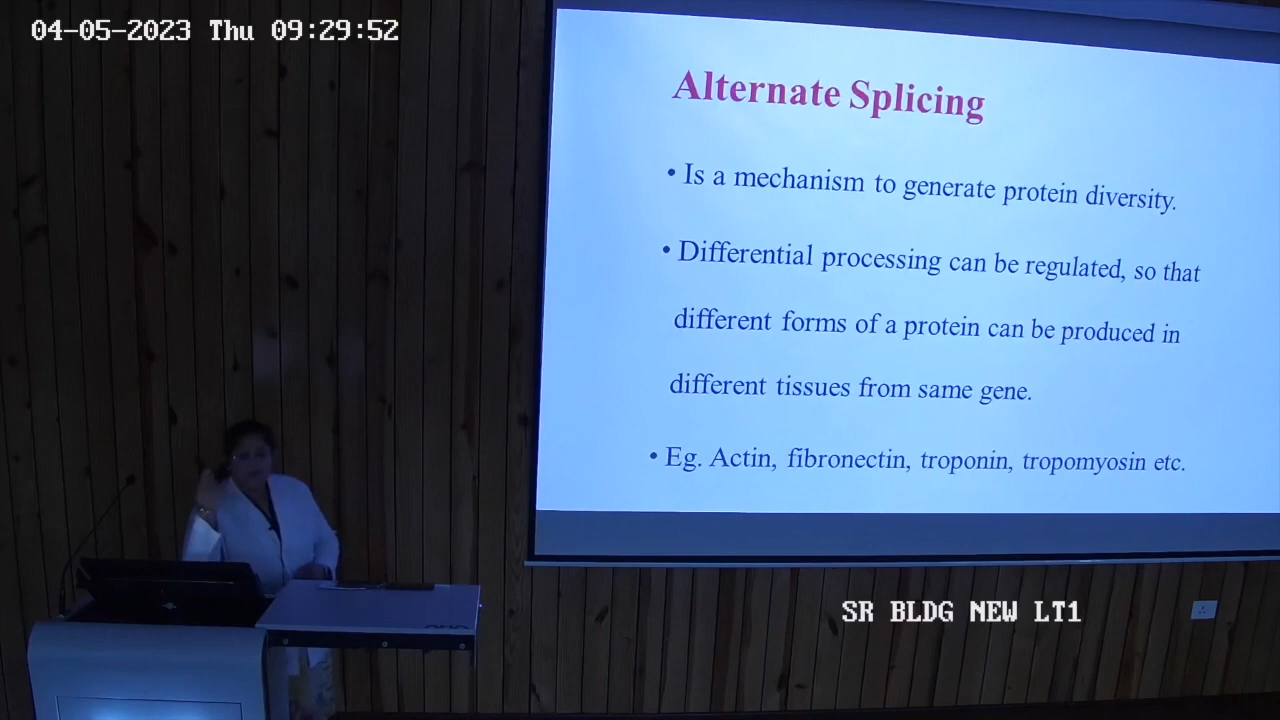 04-05-2023 Thu 09:29:52
Alternate Splicing
• Is a mechanism to generate protein diversity.
• Differential processing can be regulated, so that
different forms of a protein can be produced in
different tissues from same gene.
• Eg. Actin, fibronectin, troponin, tropomyosin etc.
SR BLDG NEW LT1